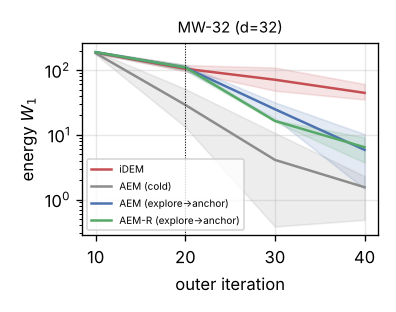 MW-32 (d=32)
energy W₁
10²
10¹
10⁰
iDEM
AEM (cold)
AEM (explore→anchor)
AEM-R (explore→anchor)
10 20 30 40
outer iteration